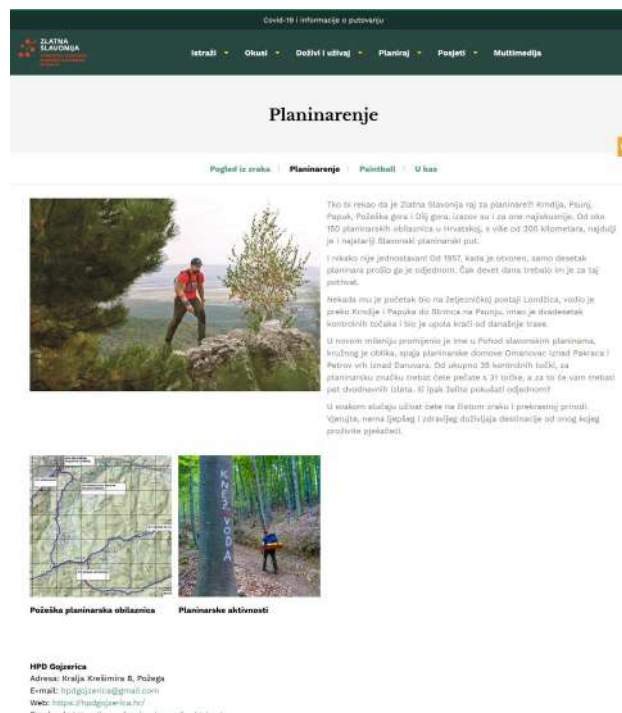 Covid-19 i informacije o putovanju
ZLATNA
SLAVONIJA
Istraži
Okusi
Doživi i uživaj
Planiraj
Posjeti
Multimedija
Planinarenje
Pogled iz zraka
Planinarenje
Paintball
U kas
Tko bi rekao da je Zlatna Slavonija raj za planinare?! Krndija, Psunj,
Papuk, Požeška gora i Dilj gora, izazov su i za one najiskusnije. Od oko
150 planinarskih obilaznica u Hrvatskoj, s više od 300 kilometara, najdulji
je i najstariji Slavonski planinarski put.
I nikako nije jednostavan! Od 1957. kada je otvoren, samo desetak
planinara prošlo ga je odjednom. Čak devet dana trebalo im je za taj
pothvat.
Nekada mu je početak bio na željezničkoj postaji Londžica, vodio je
preko Krndije i Papuka do Strmca na Psunju, imao je dvadesetak
kontrolnih točaka i bio je upola kraći od današnje trase.
U novom mileniju promijenio je ime u Pohod slavonskim planinama,
kružnog je oblika, spaja planinarske domove Omanovac iznad Pakraca i
Petrov vrh iznad Daruvara. Od ukupno 35 kontrolnih točki, za
planinarsku značku trebat ćete pečate s 31 točke, a za to će vam trebati
pet dvodnevnih izleta. Ili ipak želite pokušati odjednom?
U svakom slučaju uživat ćete na čistom zraku i prekrasnoj prirodi.
Vjerujte, nema ljepšeg i zdravijeg doživljaja destinacije od onog kojeg
proživite pješačeći.
KNEZ VODA
Požeška planinarska obilaznica
Planinarske aktivnosti
HPD Gojzerica
Adresa: Kralja Krešimira 8, Požega
E-mail: hpdgojzerica@gmail.com
Web: https://hpdgojzerica.hr/